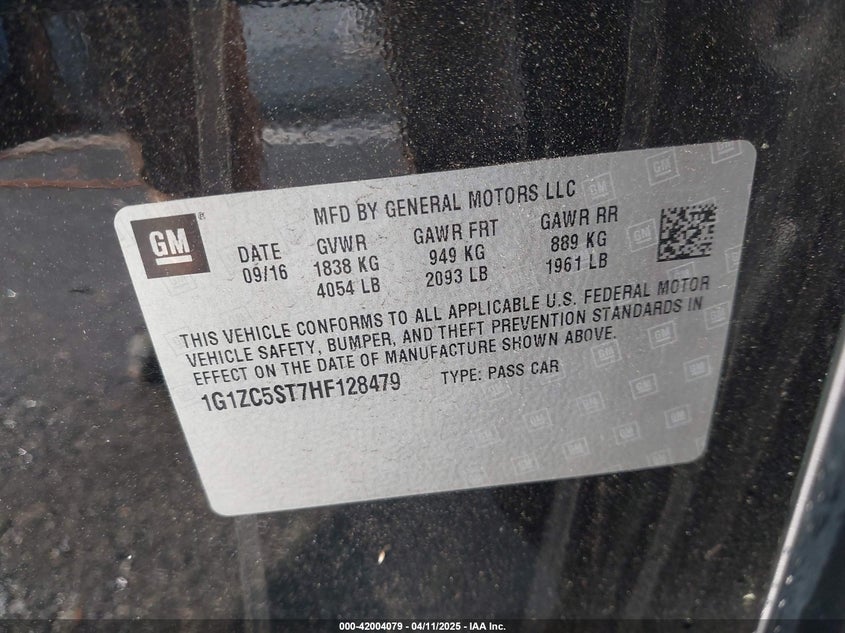 MFD BY GENERAL MOTORS LLC
GM ®
DATE GVWR GAWR FRT GAWR RR
09/16 1838 KG 949 KG 889 KG
4054 LB 2093 LB 1961 LB
THIS VEHICLE CONFORMS TO ALL APPLICABLE U.S. FEDERAL MOTOR
VEHICLE SAFETY, BUMPER, AND THEFT PREVENTION STANDARDS IN
EFFECT ON THE DATE OF MANUFACTURE SHOWN ABOVE.
1G1ZC5ST7HF128479 TYPE: PASS CAR
000-42004079 - 04/11/2025 - IAA Inc.